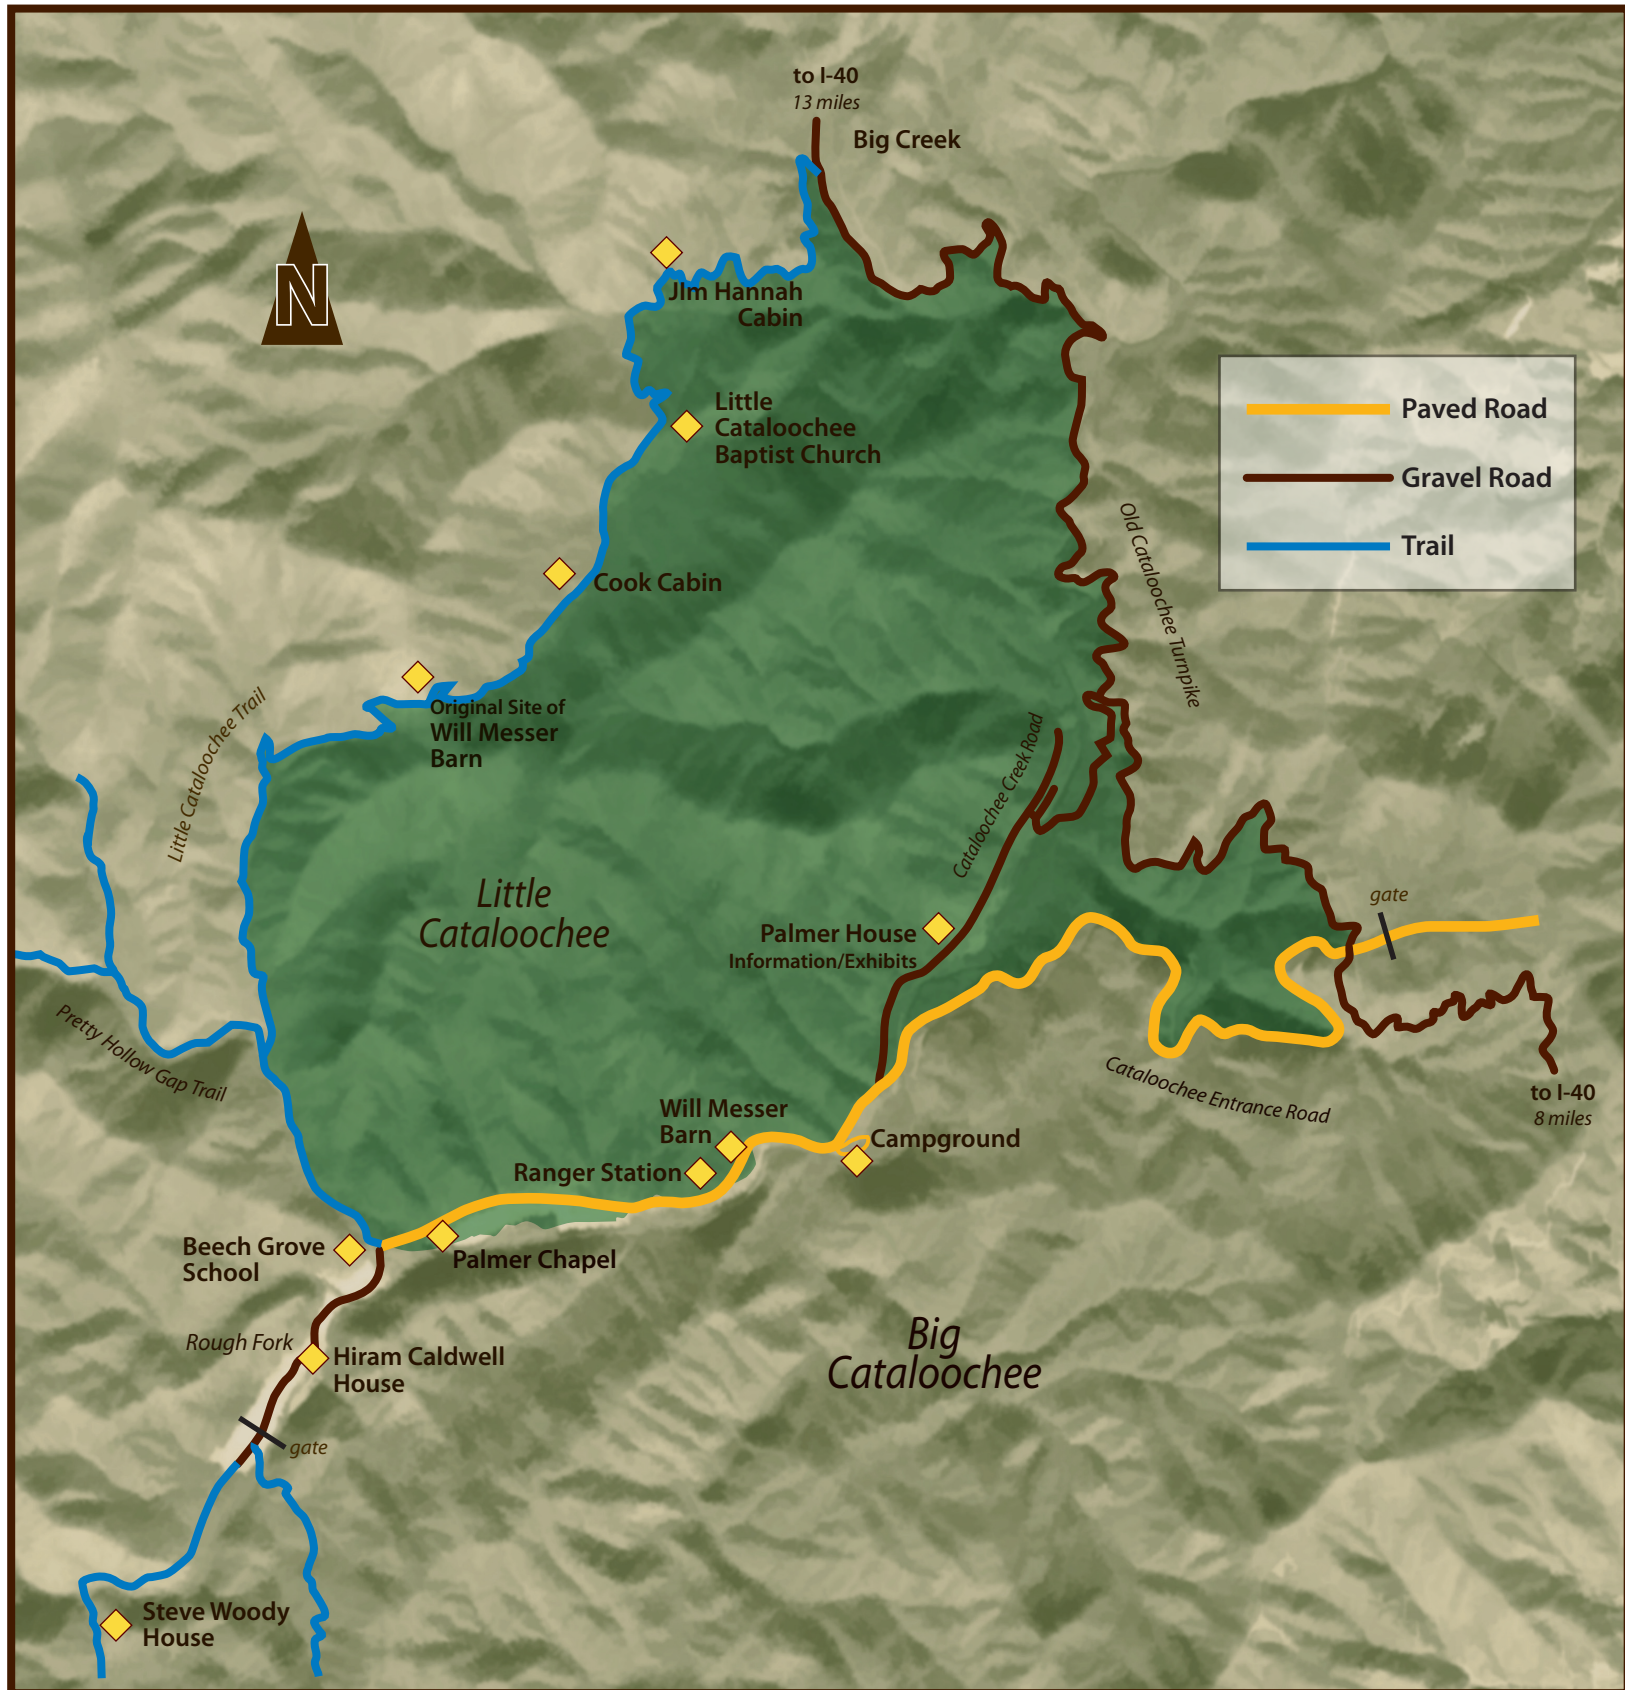 to I-40
13 miles
Big Creek
N
JIm Hannah
Cabin
Paved Road
Gravel Road
Trail
Little
Cataloochee
Baptist Church
Old Cataloochee Turnpike
Cook Cabin
Little Cataloochee Trail
Original Site of
Will Messer
Barn
Cataloochee Creek Road
Little
Cataloochee
gate
Palmer House
Information/Exhibits
Pretty Hollow Gap Trail
Cataloochee Entrance Road
to I-40
8 miles
Will Messer
Barn
Campground
Ranger Station
Beech Grove
School
Palmer Chapel
Rough Fork
Hiram Caldwell
House
Big
Cataloochee
gate
Steve Woody
House